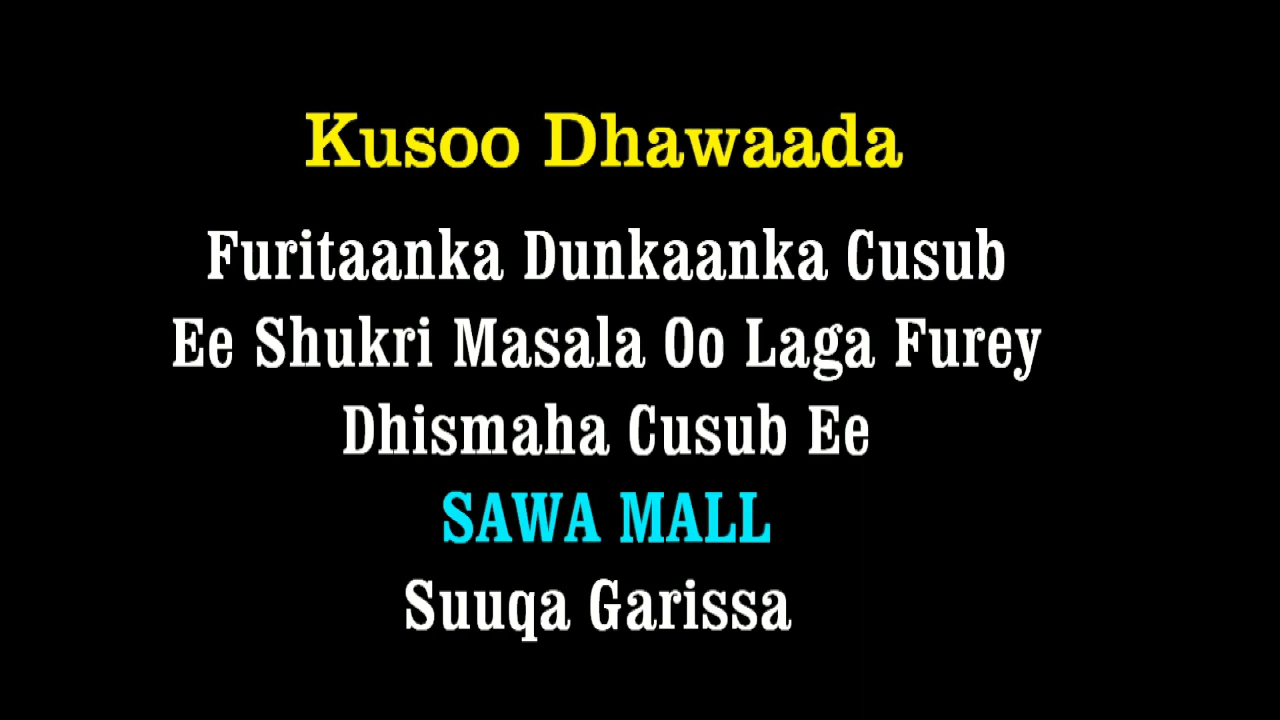 Kusoo Dhawaada
Furitaanka Dunkaanka Cusub
Ee Shukri Masala Oo Laga Furey
Dhismaha Cusub Ee
SAWA MALL
Suuqa Garissa